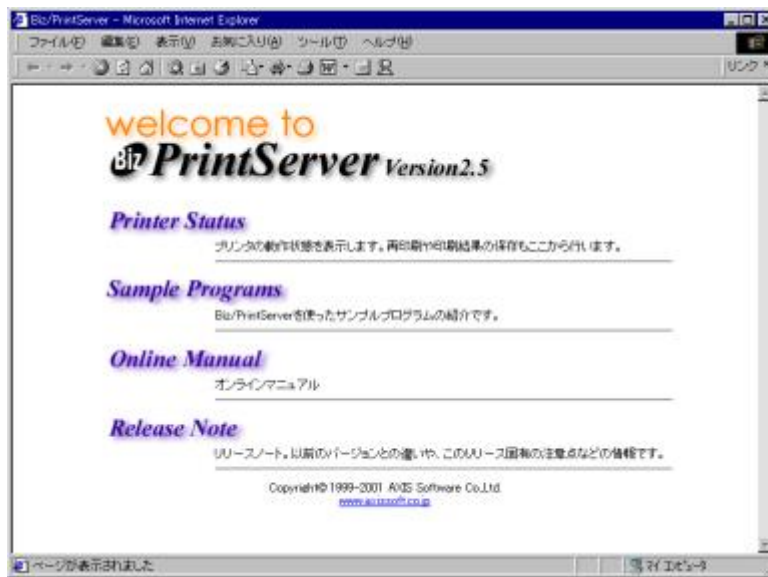 Biz/PrintServer - Microsoft Internet Explorer
ファイル(F) 編集(E) 表示(V) お気に入り(A) ツール(T) ヘルプ(H)
リンク
welcome to
Biz PrintServer Version2.5
Printer Status
プリンタの動作状態を表示します。再印刷や印刷結果の保存もここから行います。
Sample Programs
Biz/PrintServerを使ったサンプルプログラムの紹介です。
Online Manual
オンラインマニュアル
Release Note
リリースノート。以前のバージョンとの違いや、このリリース固有の注意点などの情報です。
Copyright© 1999-2001 AXIS Software Co.,Ltd.
www.axissoft.co.jp
ページが表示されました
マイ コンピュータ